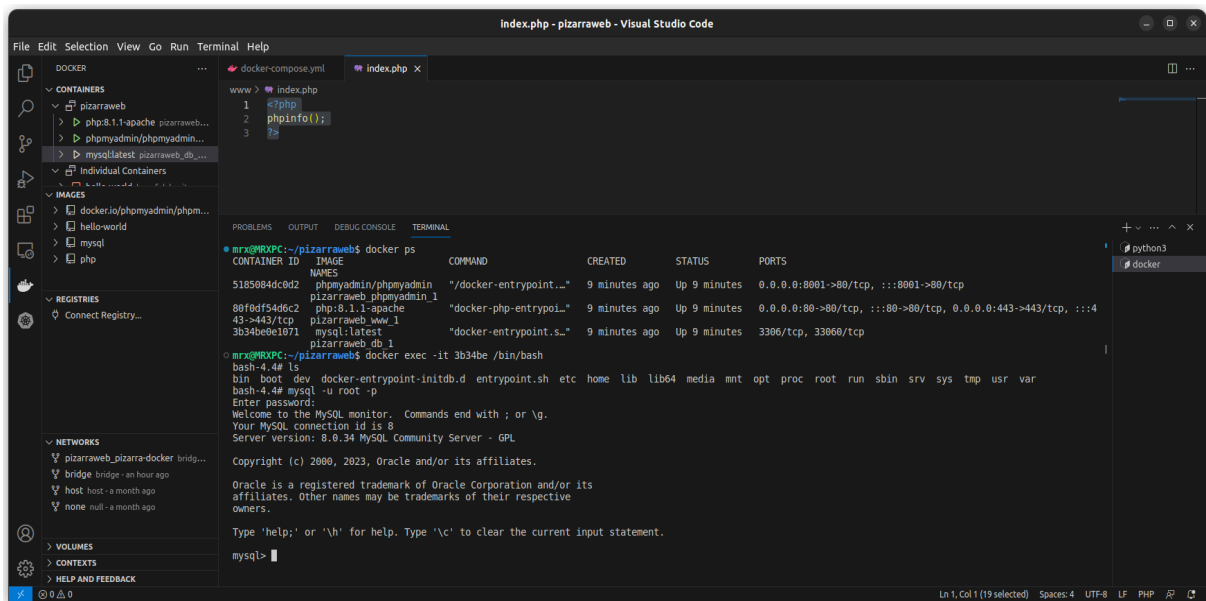 index.php - pizarraweb - Visual Studio Code
File Edit Selection View Go Run Terminal Help
DOCKER
CONTAINERS
pizarraweb
php:8.1.1-apache pizarraweb...
phpmyadmin/phpmyadmin...
mysql:latest pizarraweb_db_...
Individual Containers
IMAGES
docker.io/phpmyadmin/phpm...
hello-world
mysql
php
REGISTRIES
Connect Registry...
NETWORKS
pizarraweb_pizarra-docker bridg...
bridge bridge - an hour ago
host host - a month ago
none null - a month ago
VOLUMES
CONTEXTS
HELP AND FEEDBACK
docker-compose.yml index.php
www > index.php
1 <?php
2 phpinfo();
3 ?>
PROBLEMS OUTPUT DEBUG CONSOLE TERMINAL
python3
docker
mrx@MRXPC:~/pizarraweb$ docker ps
CONTAINER ID IMAGE COMMAND CREATED STATUS PORTS
NAMES
5185084dc0d2 phpmyadmin/phpmyadmin "/docker-entrypoint.…" 9 minutes ago Up 9 minutes 0.0.0.0:8001->80/tcp, :::8001->80/tcp
pizarraweb_phpmyadmin_1
80f0df54d6c2 php:8.1.1-apache "docker-php-entrypoi…" 9 minutes ago Up 9 minutes 0.0.0.0:80->80/tcp, :::80->80/tcp, 0.0.0.0:443->443/tcp, :::4
43->443/tcp pizarraweb_www_1
3b34be0e1071 mysql:latest "docker-entrypoint.s…" 9 minutes ago Up 9 minutes 3306/tcp, 33060/tcp
pizarraweb_db_1
mrx@MRXPC:~/pizarraweb$ docker exec -it 3b34be /bin/bash
bash-4.4# ls
bin boot dev docker-entrypoint-initdb.d entrypoint.sh etc home lib lib64 media mnt opt proc root run sbin srv sys tmp usr var
bash-4.4# mysql -u root -p
Enter password:
Welcome to the MySQL monitor. Commands end with ; or \g.
Your MySQL connection id is 8
Server version: 8.0.34 MySQL Community Server - GPL
Copyright (c) 2000, 2023, Oracle and/or its affiliates.
Oracle is a registered trademark of Oracle Corporation and/or its
affiliates. Other names may be trademarks of their respective
owners.
Type 'help;' or '\h' for help. Type '\c' to clear the current input statement.
mysql>
0 0 Ln 1, Col 1 (19 selected) Spaces: 4 UTF-8 LF PHP